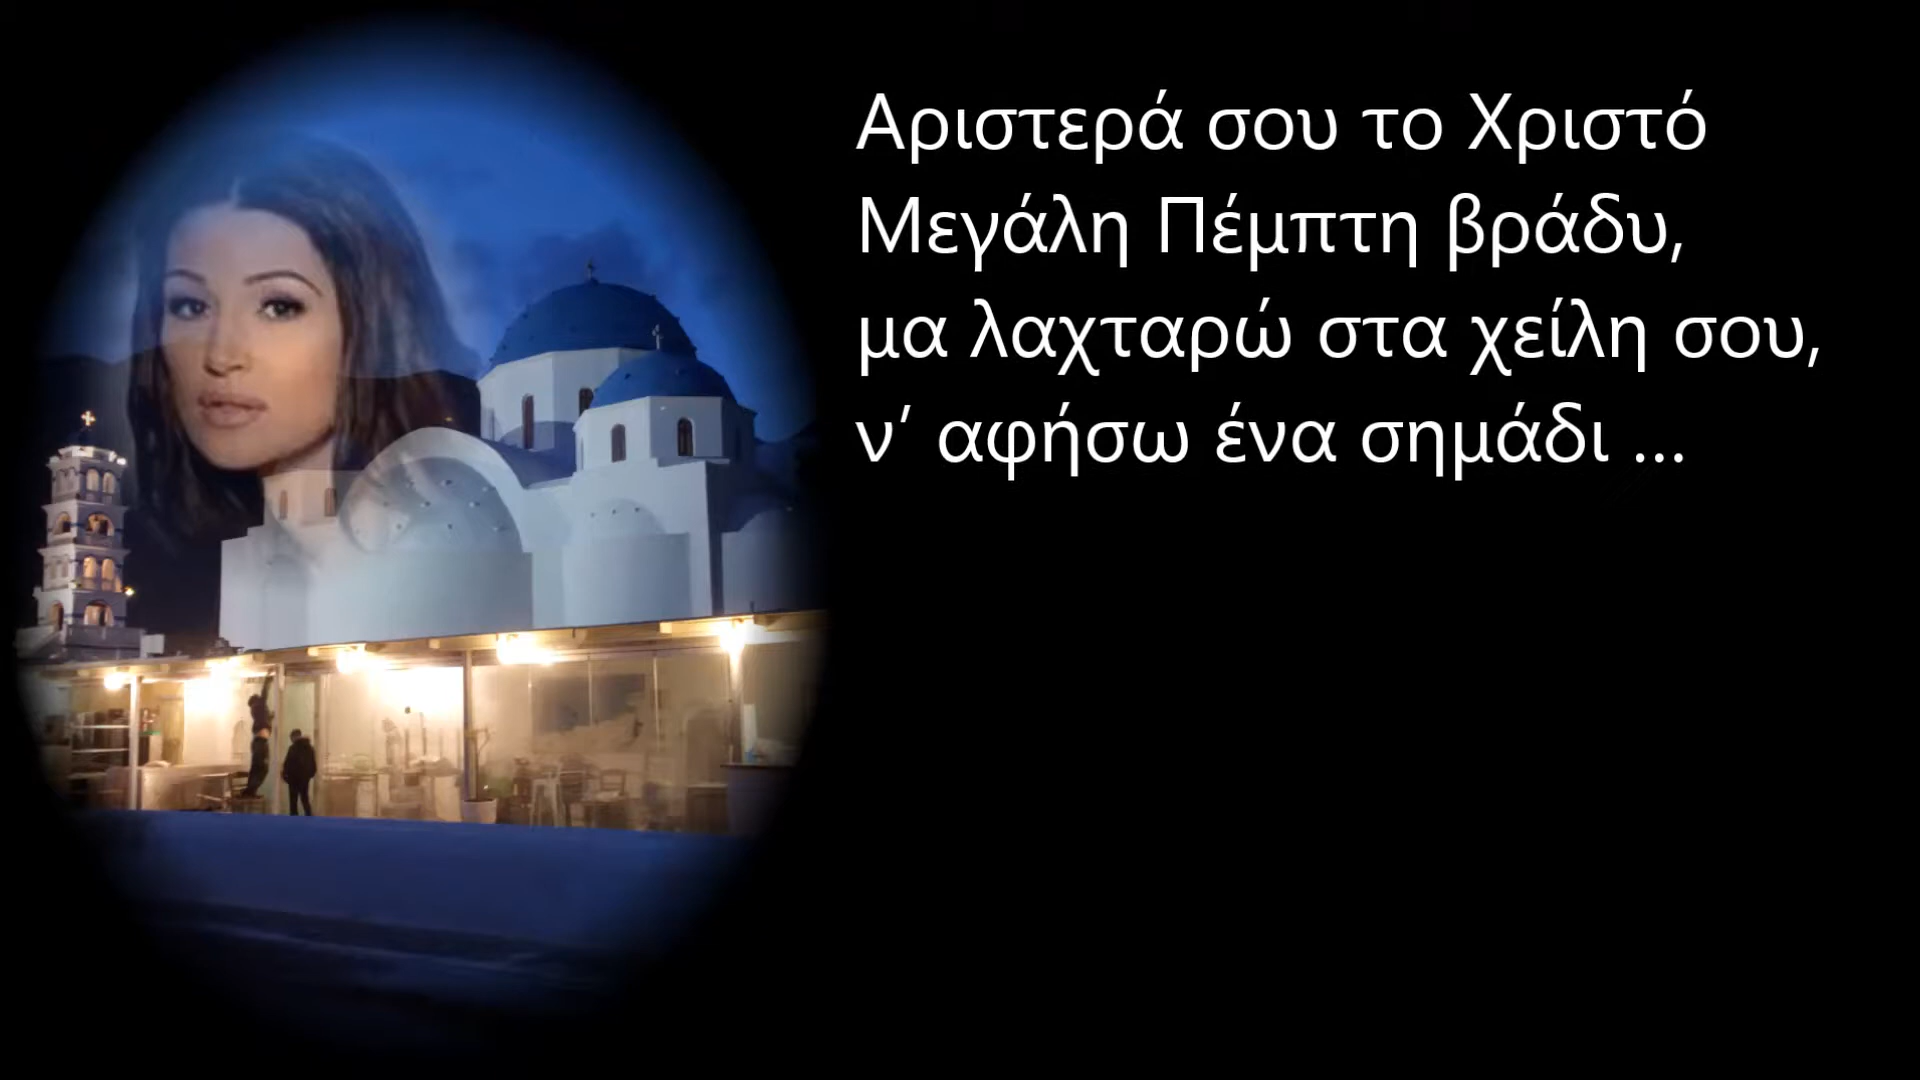 Αριστερά σου το Χριστό
Μεγάλη Πέμπτη βράδυ,
μα λαχταρώ στα χείλη σου,
ν’ αφήσω ένα σημάδι ...